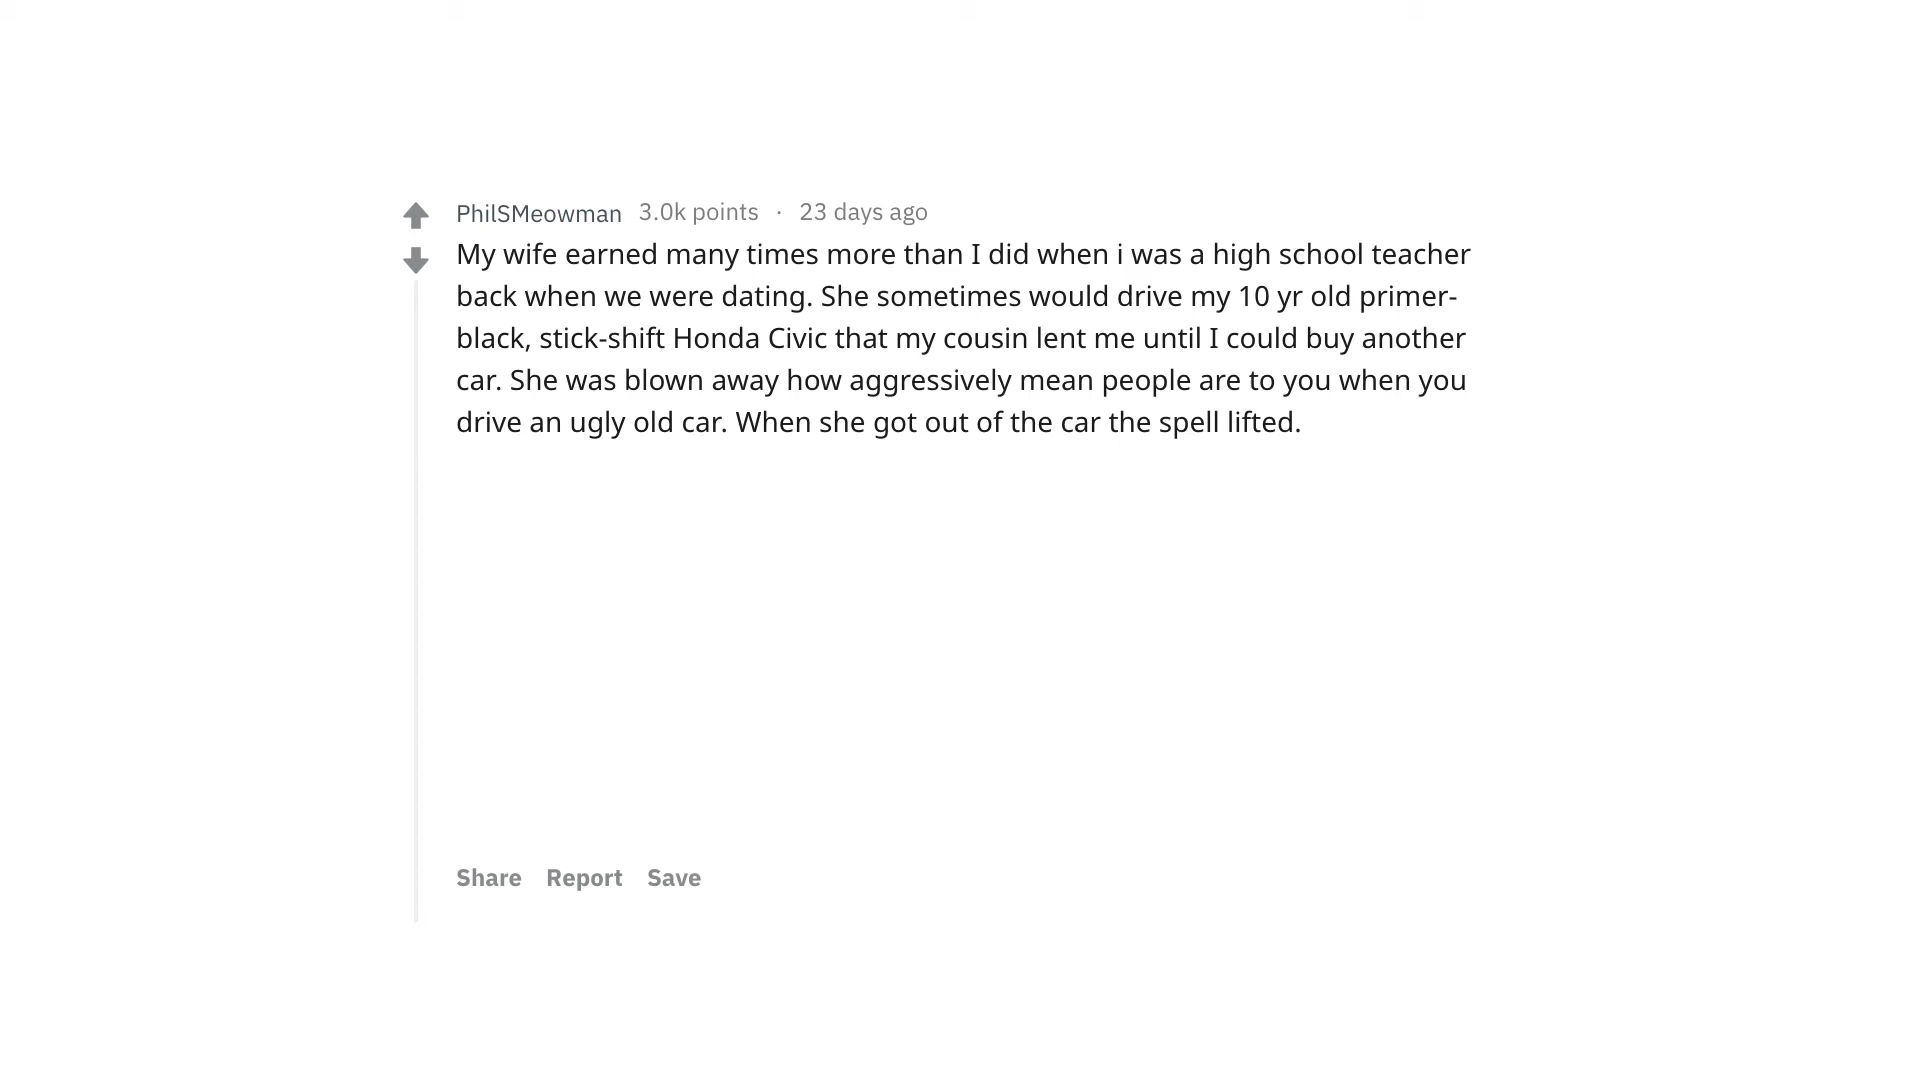 PhilSMeowman 3.0k points · 23 days ago
My wife earned many times more than I did when i was a high school teacher
back when we were dating. She sometimes would drive my 10 yr old primer-
black, stick-shift Honda Civic that my cousin lent me until I could buy another
car. She was blown away how aggressively mean people are to you when you
drive an ugly old car. When she got out of the car the spell lifted.
Share Report Save